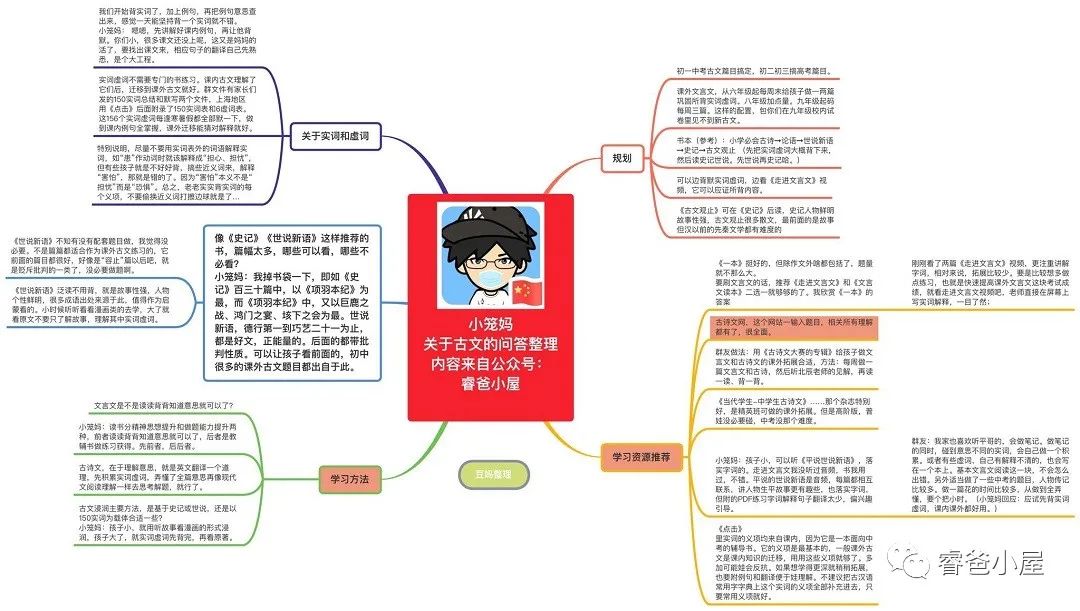 我们开始背实词了，加上例句，再把例句意思查
出来，感觉一天能坚持背一个实词就不错。
小笼妈： 嗯嗯，先讲解好课内例句，再让他背
默。你们小，很多课文还没上呢，这又是妈妈的
活了，要找出课文来，相应句子的翻译自己先熟
悉，是个大工程。
实词虚词不需要专门的书练习。课内古文理解了
它们后，迁移到课外古文就好。群文件有家长们
发的150实词总结和默写两个文件，上海地区
用《点击》后面附录了150实词表和6虚词表。
这156个实词虚词每逢寒暑假都全部默一下，做
到课内例句全掌握，课外迁移能猜对解释就好。
特别说明，尽量不要用实词表外的词语解释实
词，如“患”作动词时就该解释成“担心、担忧”，
但有些孩子就是不好好背，搞些近义词来，解释
“害怕”，那就是错的了。因为“害怕”本义不是“
担忧”而是“恐惧”。总之，老老实实背实词的每
个义项，不要偷换近义词打擦边球就是了...
关于实词和虚词
《世说新语》不知有没有配套题目做，我觉得没
必要，不是篇篇都适合作为课外古文练习的，它
前面的篇目都很好，好像是“容止”篇以后吧，就
是贬斥批判的一类了，没必要做题啊。
《世说新语》泛读不用背，就是故事性强，人物
个性鲜明，很多成语出处来源于此，值得作为启
蒙看的。小时候听听看看漫画类的去学，大了就
看原文不要只了解故事，理解其中实词虚词。
像《史记》《世说新语》这样推荐的
书，篇幅太多，哪些可以看，哪些不
必看？
小笼妈：我掉书袋一下，即如《史
记》百三十篇中，以《项羽本纪》为
最，而《项羽本纪》中，又以巨鹿之
战、鸿门之宴、垓下之会为最。世说
新语，德行第一到巧艺二十一为止，
都是好文，正能量的。后面的都带批
判性质。可以让孩子看前面的，初中
很多的课外古文题目都出自于此。
文言文是不是读读背背知道意思就可以了？
小笼妈：读书分精神思想提升和做题能力提升两
种，前者读读背背知道意思就可以了，后者是教
辅书做练习获得。先前者，后后者。
古诗文，在于理解意思，就是英文翻译一个道
理，先积累实词虚词，弄懂了全篇意思再像现代
文阅读理解一样去思考解题，就行了。
古文浸润主要方法，是基于史记或世说，还是以
150实词为载体合适一些？
小笼妈：孩子小，就用听故事看漫画的形式浸
润。孩子大了，就实词虚词先背完，再看原著。
学习方法
小笼妈
关于古文的问答整理
内容来自公众号：
睿爸小屋
豆妈整理
规划
初一中考古文篇目搞定，初二初三搞高考篇目。
课外文言文，从六年级起每周末给孩子做一两篇
巩固所背实词虚词。八年级加点量，九年级起码
每周三篇。这样的配置，包你们在九年级校内试
卷里见不到新古文。
书本（参考）：小学必会古诗→论语→世说新语
→史记→古文观止 （先把实词虚词大概背下来，
然后读史记世说。先世说再史记哈。）
可以边背默实词虚词，边看《走进文言文》视
频，它可以应证所背内容。
《古文观止》可在《史记》后读，史记人物鲜明
故事性强，古文观止很多散文，最前面的是故事
但汉以前的先秦文学都有难度的
学习资源推荐
《一本》挺好的，但除作文外啥都包括了，题量
就不那么大。
要刷文言文的话，推荐《走进文言文》和《文言
文读本》二选一就够够的了。我欣赏《一本》的
答案
刚刚看了两篇《走进文言文》视频，更注重讲解
字词，相对来说，拓展比较少。要是比较想多做
点练习，也就是快速提高课外文言文这块考试成
绩，就看走进文言文视频吧，老师直接在屏幕上
写实词解释，一目了然：
古诗文网，这个网站一输入题目，相关所有理解
都有了，很全面。
群友做法：用《古诗文大赛的专辑》给孩子做文
言文和古诗文的课外拓展合适，方法：每周做一
篇文言文和古诗，然后听北辰老师的见解，再读
一读、背一背。
《当代学生–中学生古诗文》……那个杂志特别
好，是精英班可做的课外拓展。但是高阶版，普
娃没必要碰，中考没那个难度。
小笼妈：孩子小，可以听《平说世说新语》，落
实字词的。走进文言文我没听过音频，书我用
过，不错。平说的世说新语是音频，每篇都相互
联系，讲人物生平故事更有趣些，也落实字词，
但附的PDF练习字词解释句子翻译太少，偏兴趣
引导。
群友：我家也喜欢听平哥的，会做笔记。做笔记
的同时，碰到意思不同的实词，会自己做一个积
累。或者有些虚词，自己有解释不清的，也会写
在一个本上。基本文言文阅读这一块，不会怎么
出错。另外适当做了一些中考的题目，人物传记
比较多。做一篇花的时间比较多，从做到全弄
懂，要个把小时。（小笼妈回应：应试先背实词
虚词，课内课外都好用。）
《点击》
里实词的义项均来自课内，因为它是一本面向中
考的辅导书。它的义项是最基本的，一般课外古
文是课内知识的迁移，用用这些义项就够了。多
加可能娃会反抗。如果想学得更深就稍稍拓展，
也要附例句和翻译便于娃理解。不建议把古汉语
常用字字典上这个实词的义项全部补充进去，只
要常用义项就好。
睿爸小屋